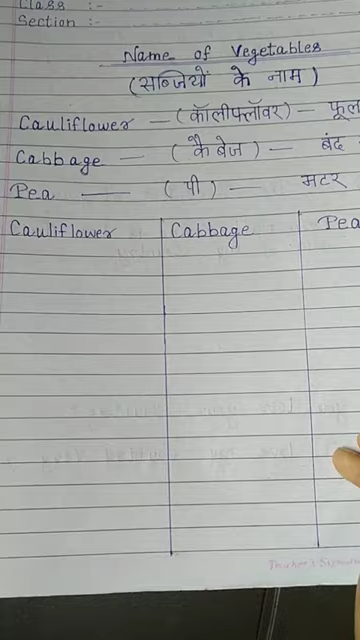 Class :-
Section :-
Name of Vegetables
(सब्जियों के नाम)
Cauliflower — (कॉलीफ्लॉवर) — फूल
Cabbage — (कैबेज) — बंद
Pea — (पी) — मटर
Cauliflower Cabbage Pea